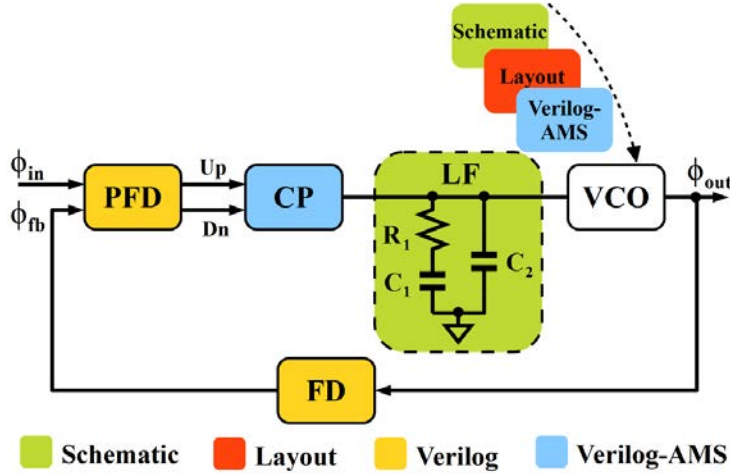 Schematic
Layout
Verilog-
AMS
ϕin
ϕfb
PFD
Up
Dn
CP
LF
R1
C1
C2
VCO
ϕout
FD
Schematic
Layout
Verilog
Verilog-AMS